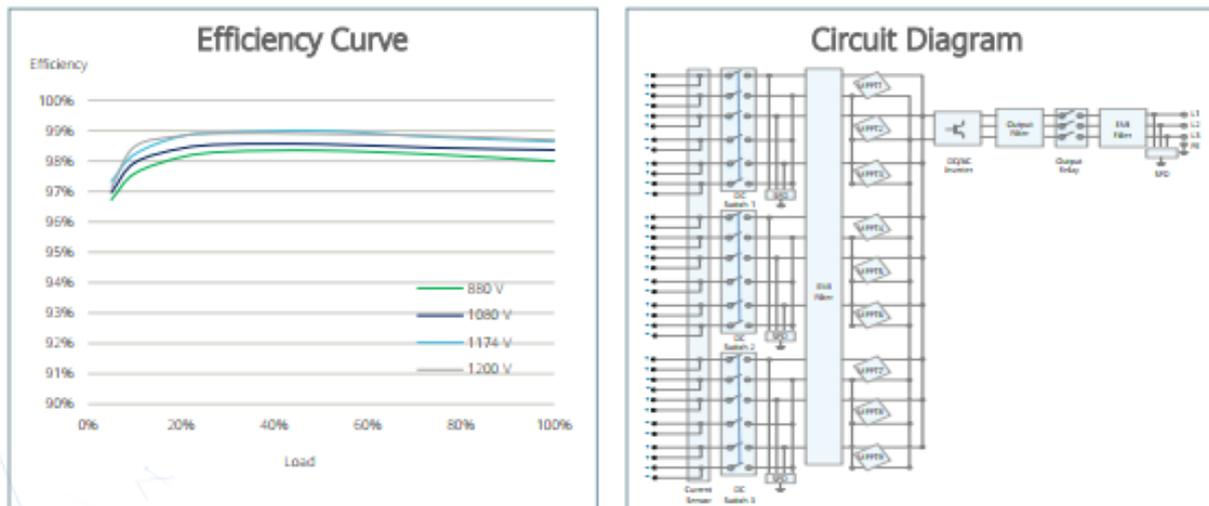 Efficiency Curve
Efficiency
100%
99%
98%
97%
96%
95%
94%
93%
92%
91%
90%
0%
20%
40%
60%
80%
100%
Load
880 V
1080 V
1174 V
1200 V
Circuit Diagram
MPPT1
MPPT2
MPPT3
MPPT4
MPPT5
MPPT6
MPPT7
MPPT8
MPPT9
SPD
SPD
SPD
DC
Switch 1
DC
Switch 2
DC
Switch 3
Current
Sensor
EMI
Filter
DC/AC
Inverter
Output
Filter
Output
Relay
EMI
Filter
L1
L2
L3
PE
SPD